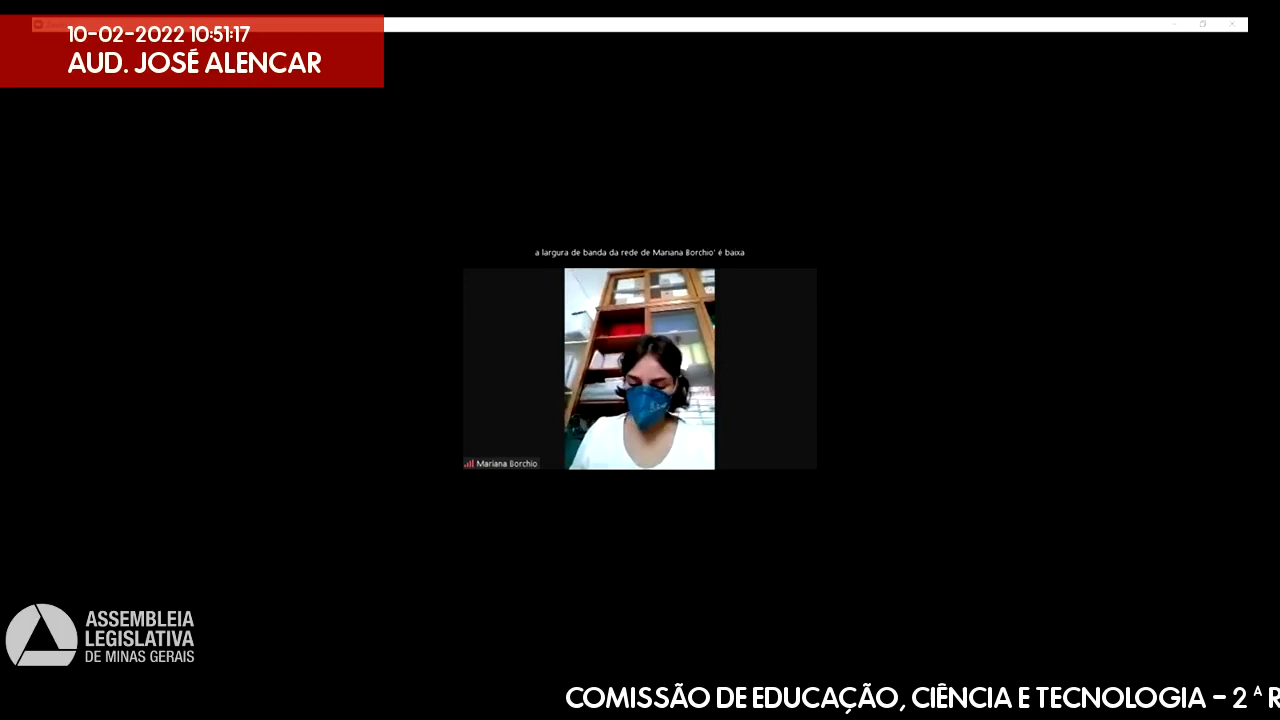 10-02-2022 10:51:17
AUD. JOSÉ ALENCAR
a largura de banda da rede de Mariana Borchio' é baixa
Mariana Borchio
ASSEMBLEIA
LEGISLATIVA
DE MINAS GERAIS
COMISSÃO DE EDUCAÇÃO, CIÊNCIA E TECNOLOGIA - 2 ª R